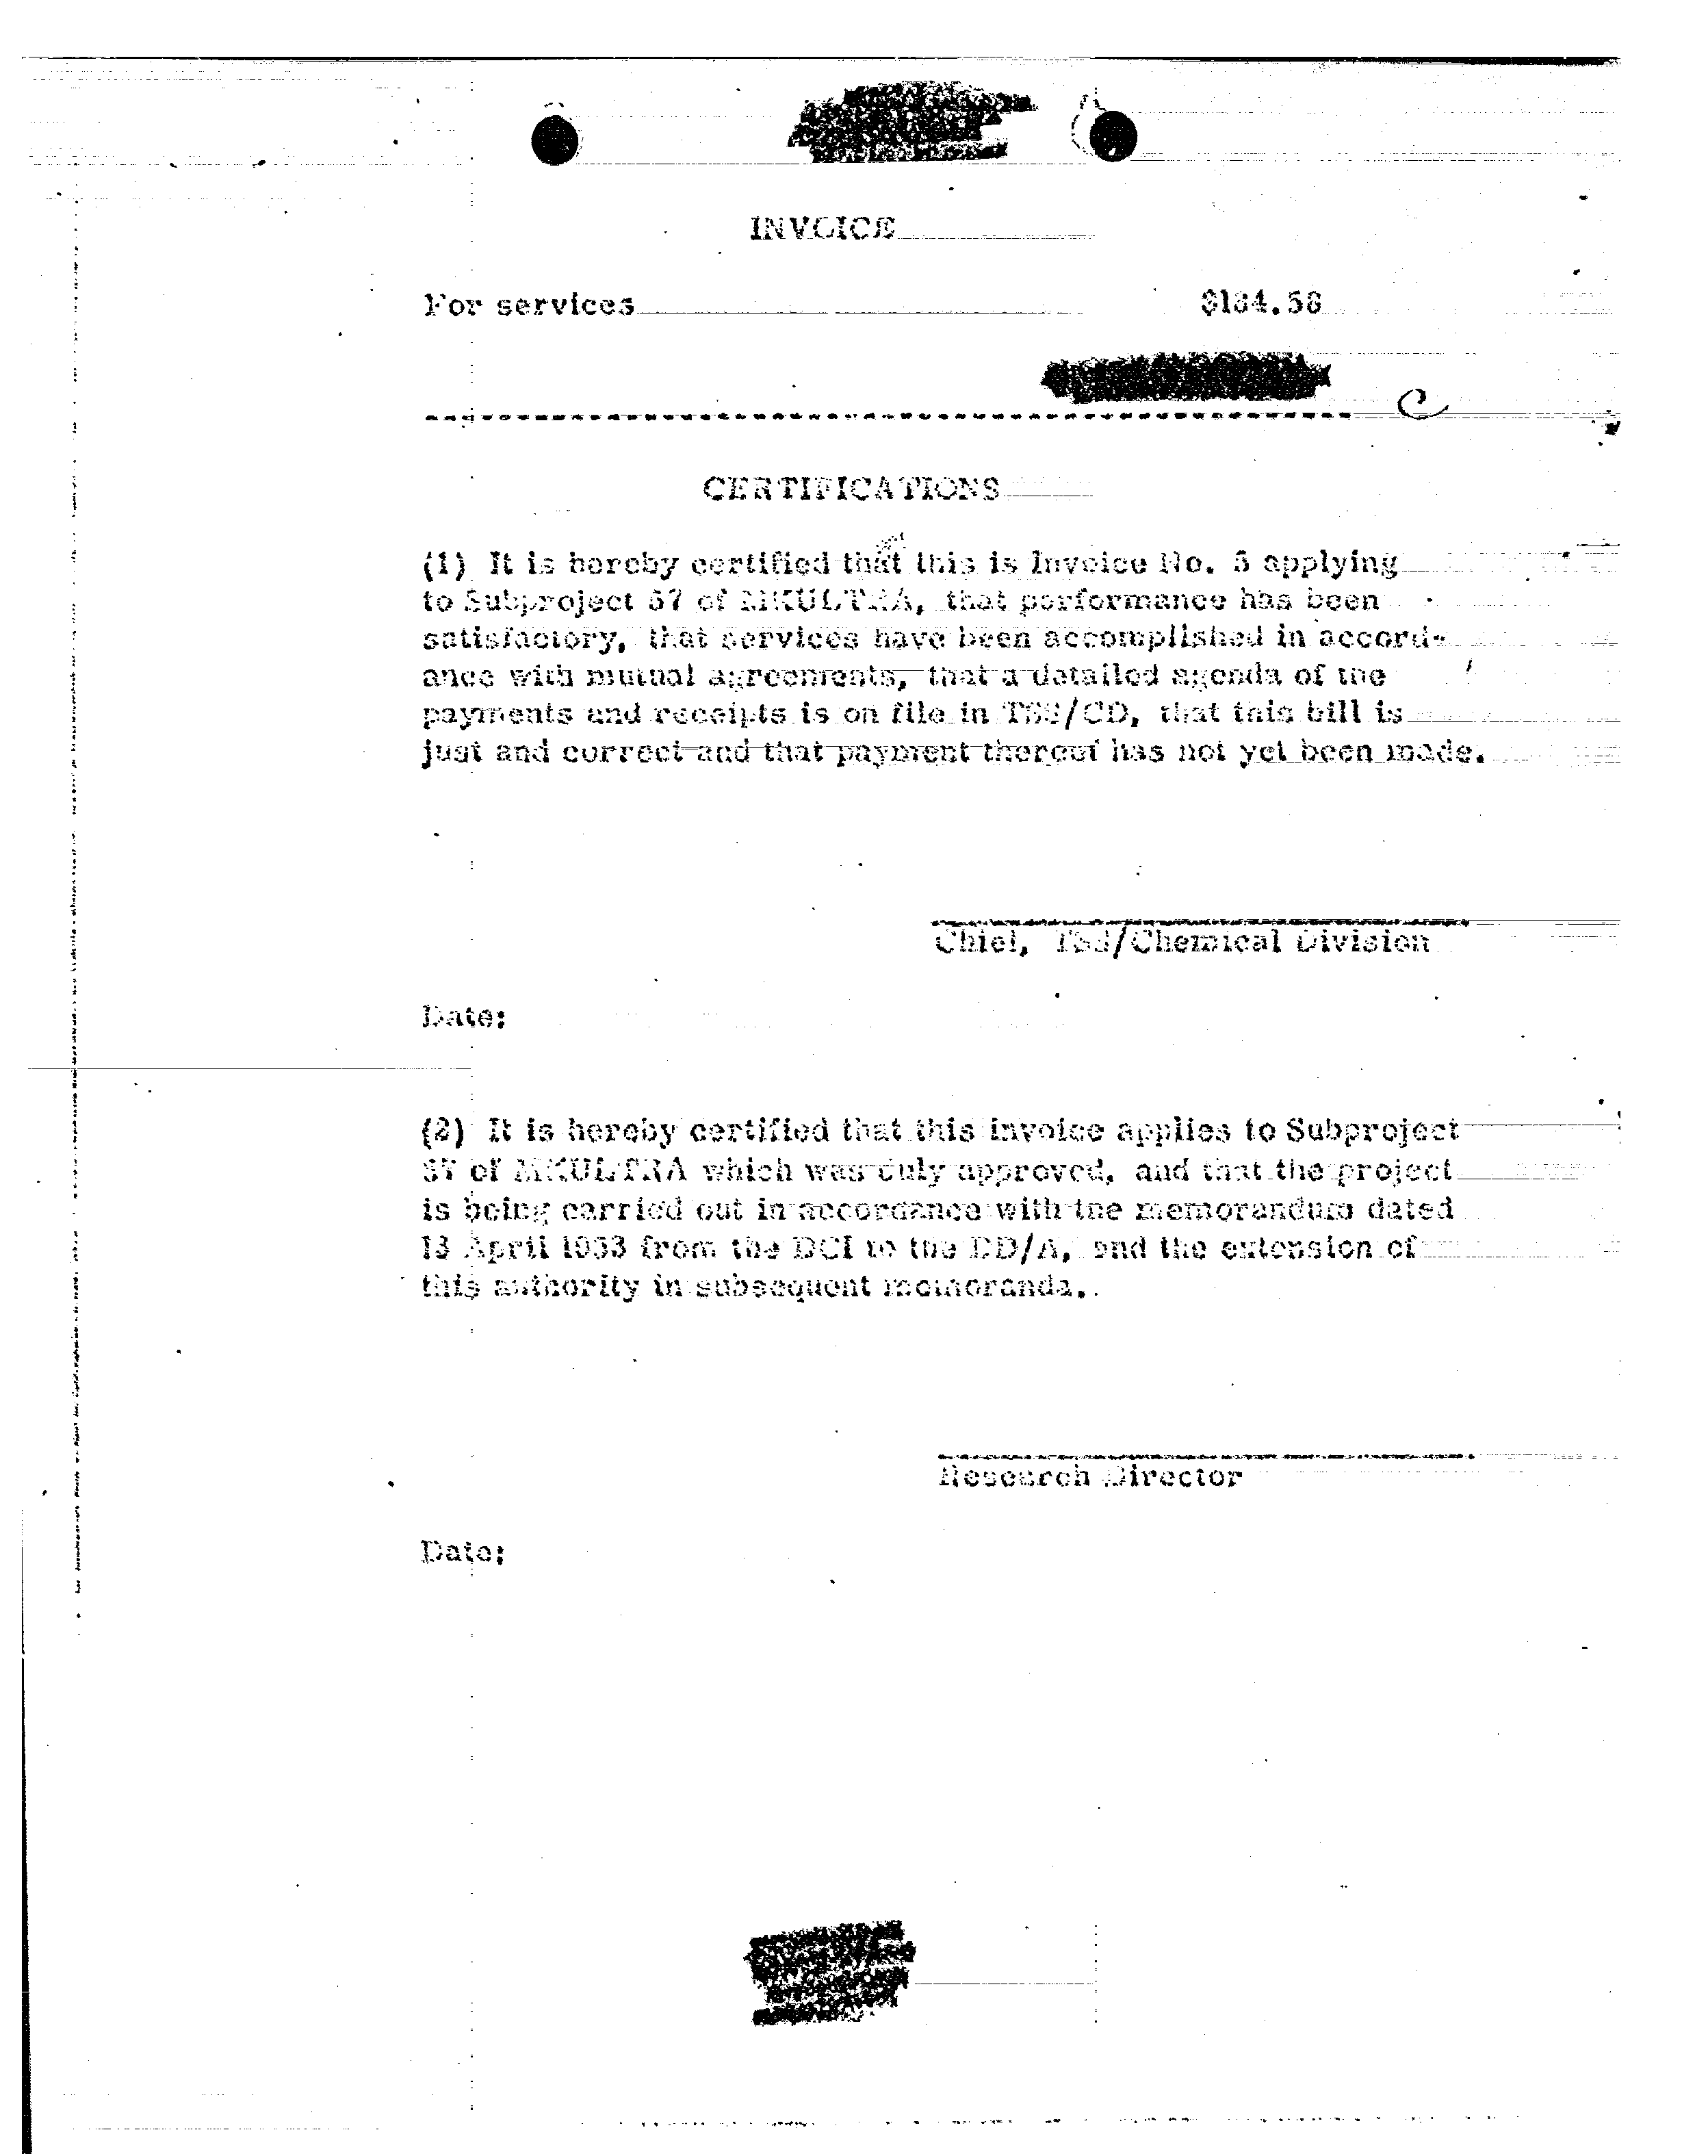 INVOICE
For services $184.58
C
CERTIFICATIONS
(1) It is hereby certified that this is Invoice No. 5 applying
to Subproject 57 of MKULTRA, that performance has been
satisfactory, that services have been accomplished in accord-
ance with mutual agreements, that a detailed agenda of the
payments and receipts is on file in TSS/CD, that this bill is
just and correct and that payment thereof has not yet been made.
Chief, TSS/Chemical Division
Date:
(2) It is hereby certified that this invoice applies to Subproject
57 of MKULTRA which was duly approved, and that the project
is being carried out in accordance with the memorandum dated
13 April 1953 from the DCI to the DD/A, and the extension of
this authority in subsequent memoranda.
Research Director
Date: